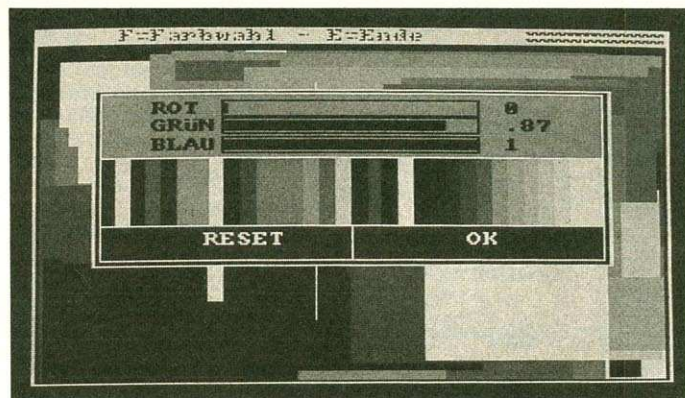 F=Farbwahl - E=Ende
ROT 0
GRÜN .87
BLAU 1
RESET OK